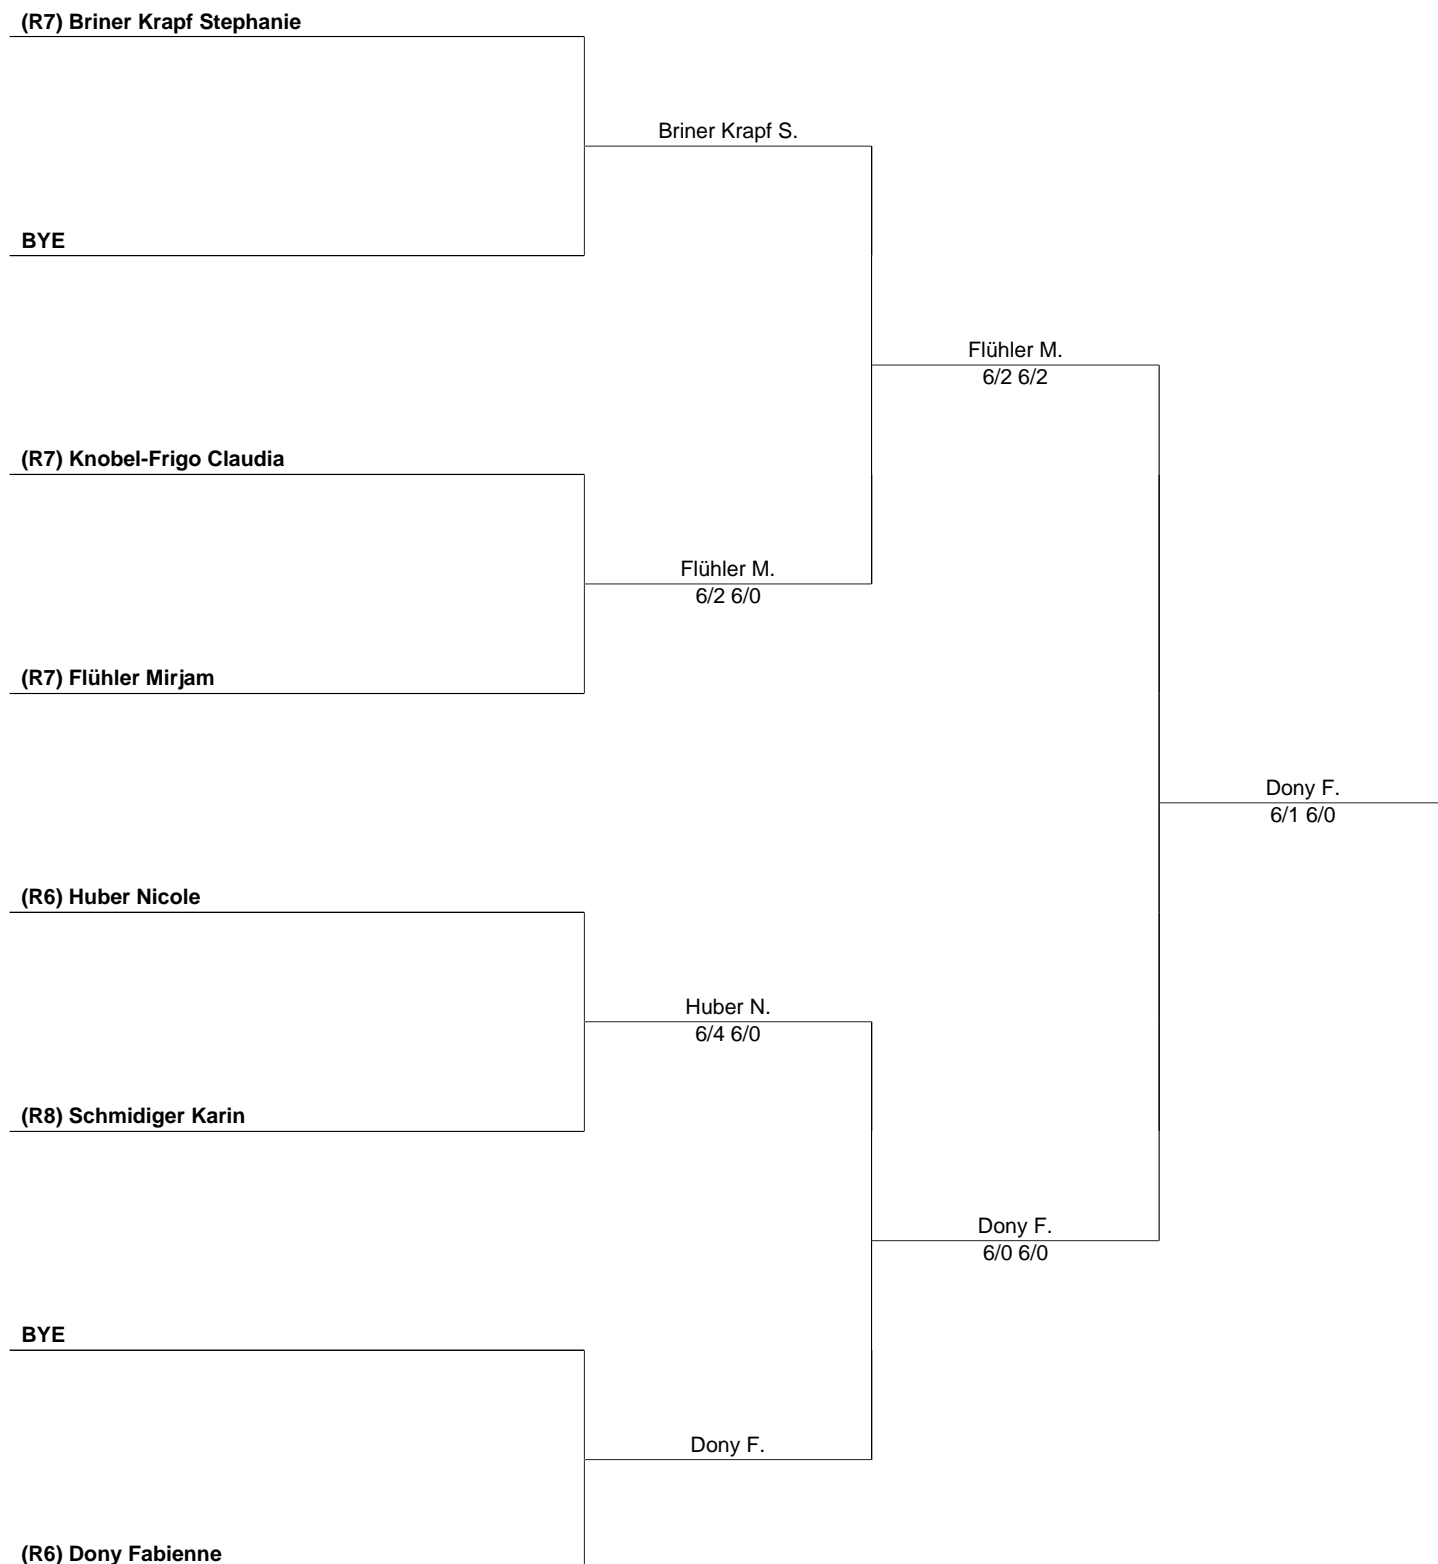 (R7) Briner Krapf Stephanie
Briner Krapf S.
BYE
Flühler M.
6/2 6/2
(R7) Knobel-Frigo Claudia
Flühler M.
6/2 6/0
(R7) Flühler Mirjam
Dony F.
6/1 6/0
(R6) Huber Nicole
Huber N.
6/4 6/0
(R8) Schmidiger Karin
Dony F.
6/0 6/0
BYE
Dony F.
(R6) Dony Fabienne